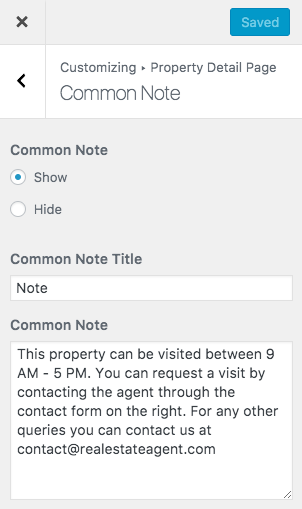 Saved
Customizing ▸ Property Detail Page
Common Note
Common Note
Show
Hide
Common Note Title
Note
Common Note
This property can be visited between 9
AM - 5 PM. You can request a visit by
contacting the agent through the
contact form on the right. For any other
queries you can contact us at
contact@realestateagent.com